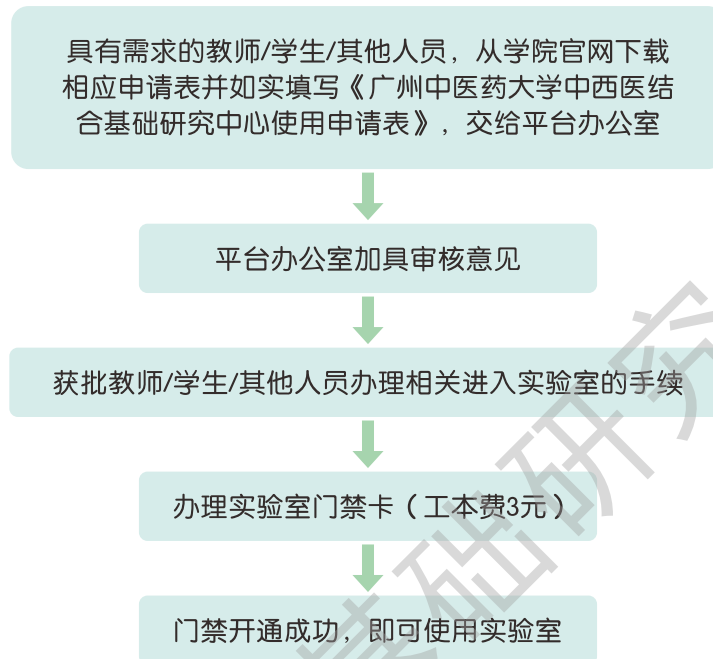 具有需求的教师/学生/其他人员，从学院官网下载
相应申请表并如实填写《广州中医药大学中西医结
合基础研究中心使用申请表》，交给平台办公室
平台办公室加具审核意见
获批教师/学生/其他人员办理相关进入实验室的手续
办理实验室门禁卡（工本费3元）
门禁开通成功，即可使用实验室
基础研究